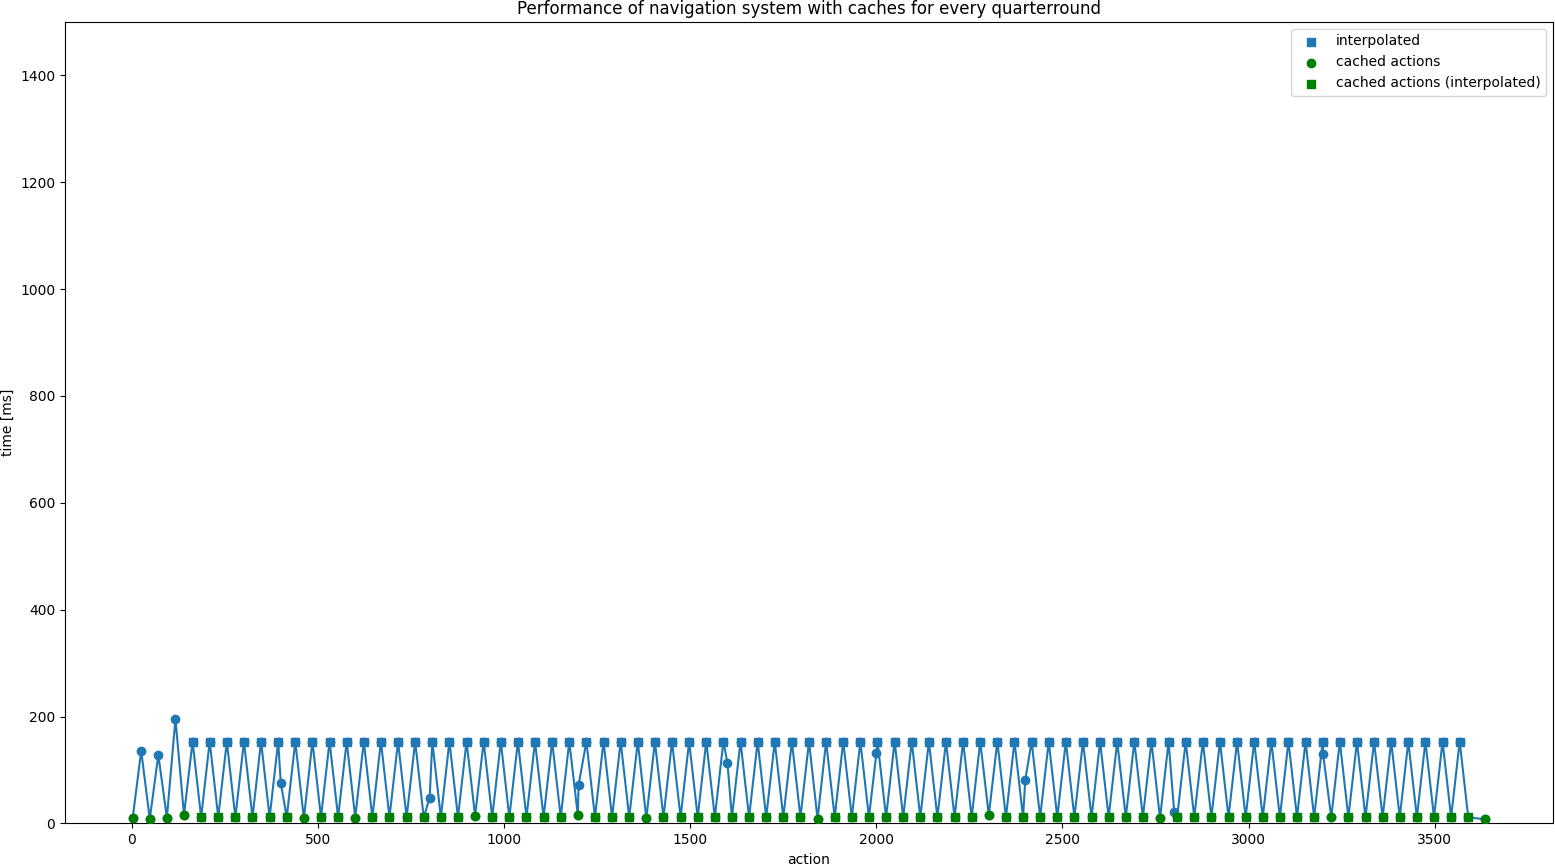 Performance of navigation system with caches for every quarterround
interpolated
cached actions
cached actions (interpolated)
1400
1200
1000
800
600
400
200
0
time [ms]
0 500 1000 1500 2000 2500 3000 3500
action